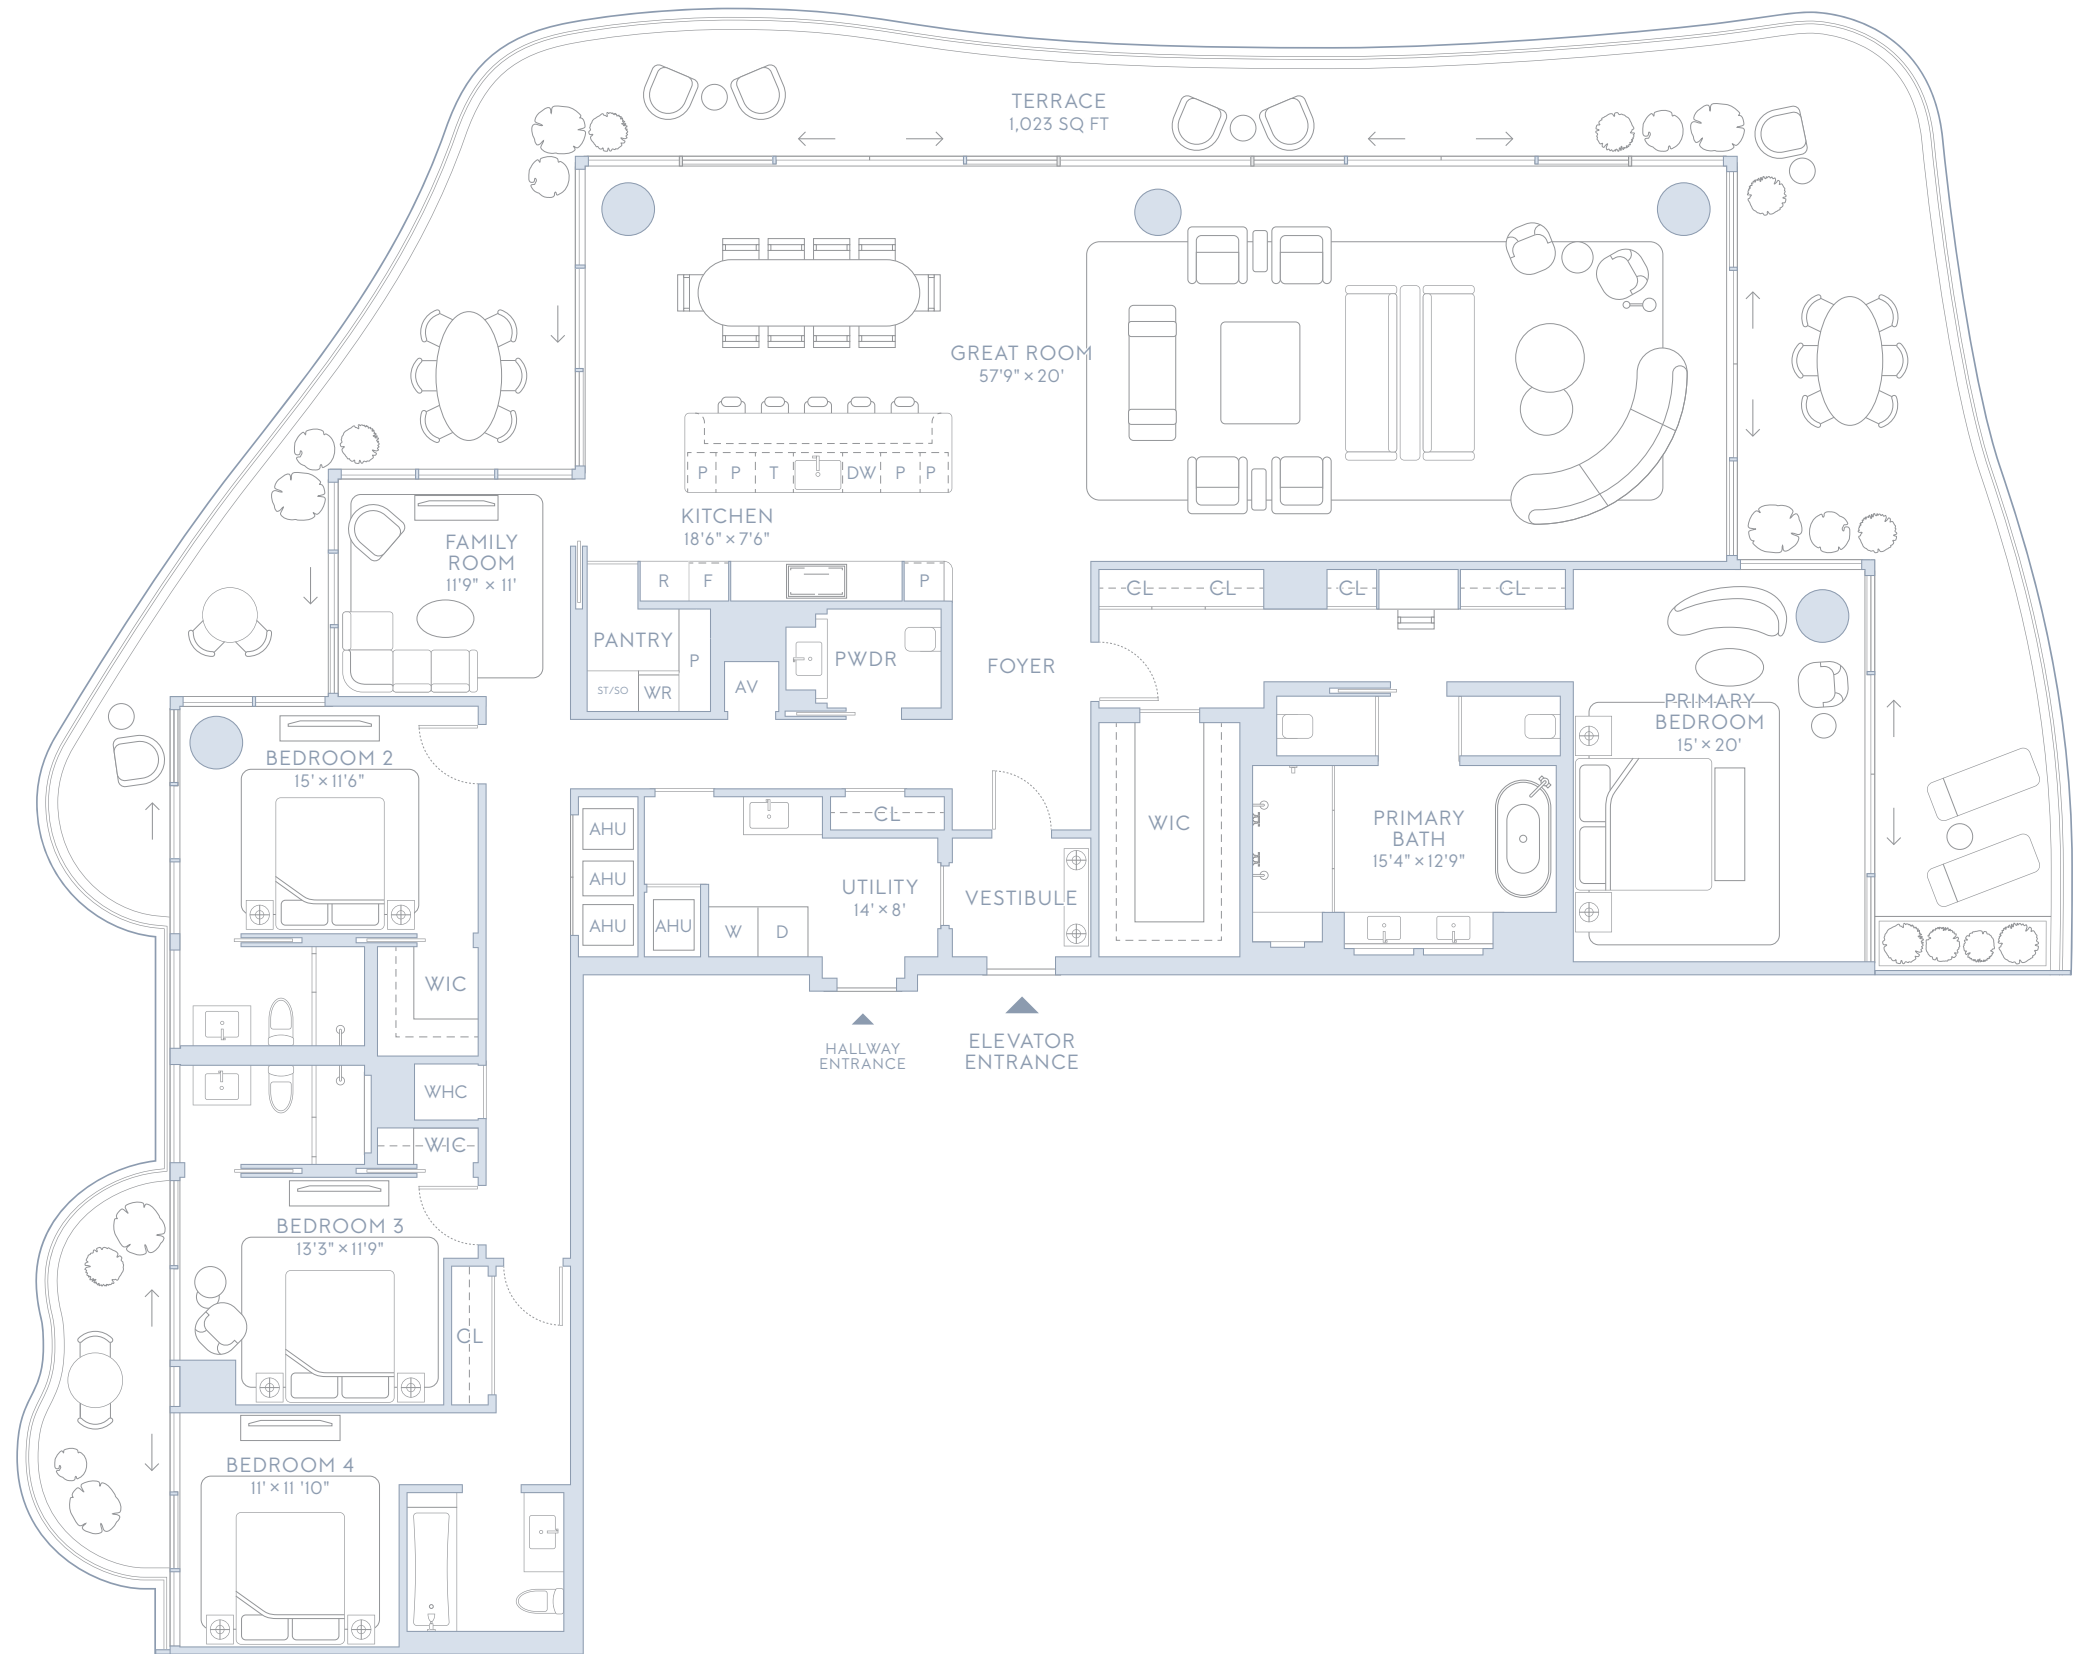 TERRACE
1,023 SQ FT
GREAT ROOM
57'9" × 20'
P P T DW P P
KITCHEN
18'6" × 7'6"
FAMILY
ROOM
11'9" × 11'
R F P
CL CL CL CL
PANTRY
P
PWDR
FOYER
ST/SO WR
AV
PRIMARY
BEDROOM
15' × 20'
BEDROOM 2
15' × 11'6"
AHU
CL
WIC
PRIMARY
BATH
15'4" × 12'9"
AHU
UTILITY
14' × 8'
VESTIBULE
AHU
AHU
W D
WIC
HALLWAY
ENTRANCE
ELEVATOR
ENTRANCE
WHC
WIC
BEDROOM 3
13'3" × 11'9"
CL
BEDROOM 4
11' × 11 '10"